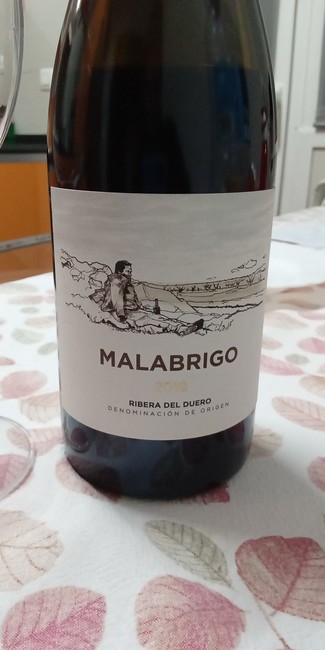 MALABRIGO
RIBERA DEL DUERO
DENOMINACIÓN DE ORIGEN